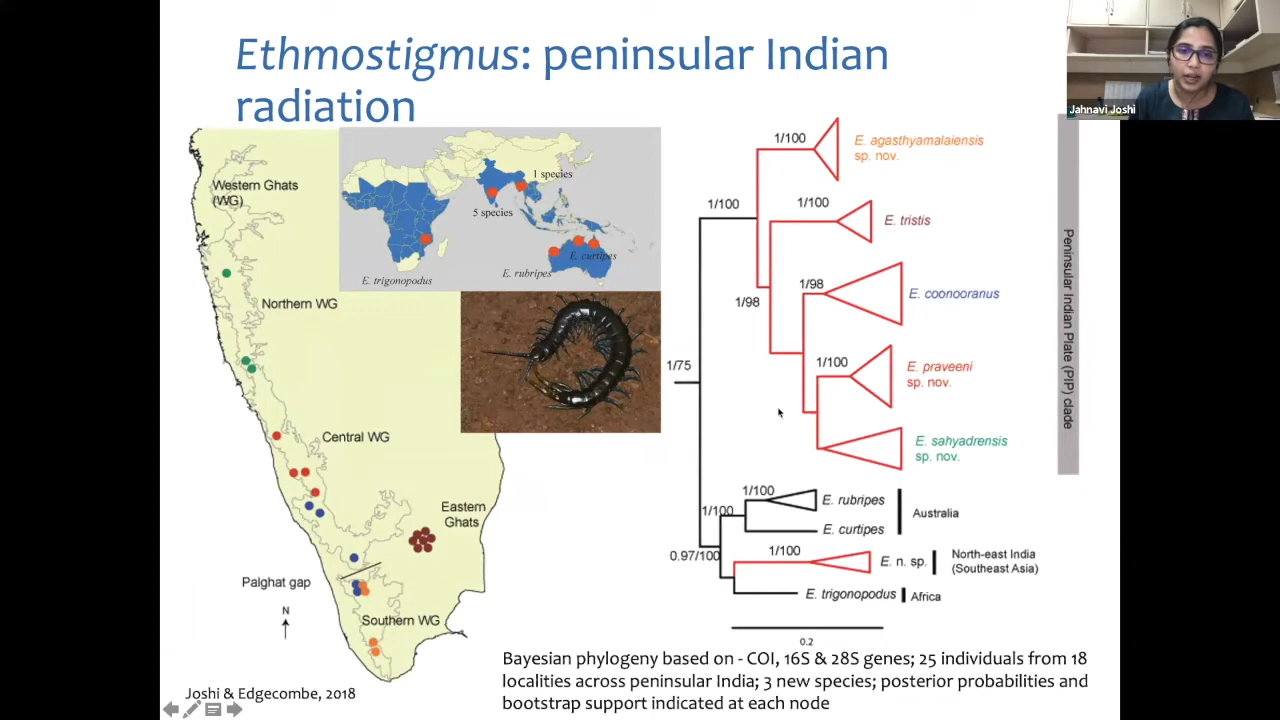 Ethmostigmus: peninsular Indian
radiation
Jahnavi Joshi
Western Ghats
(WG)
Northern WG
Central WG
Eastern
Ghats
Palghat gap
N
Southern WG
1 species
5 species
E. curtipes
E. rubripes
E. trigonopodus
1/100
E. agasthyamalaiensis
sp. nov.
1/100
1/100
E. tristis
1/98
E. coonooranus
1/98
1/100
E. praveeni
sp. nov.
1/75
E. sahyadrensis
sp. nov.
Peninsular Indian Plate (PIP) clade
1/100
E. rubripes
1/100
Australia
E. curtipes
0.97/100
1/100
E. n. sp.
North-east India
(Southeast Asia)
E. trigonopodus
Africa
0.2
Bayesian phylogeny based on - COI, 16S & 28S genes; 25 individuals from 18
localities across peninsular India; 3 new species; posterior probabilities and
bootstrap support indicated at each node
Joshi & Edgecombe, 2018